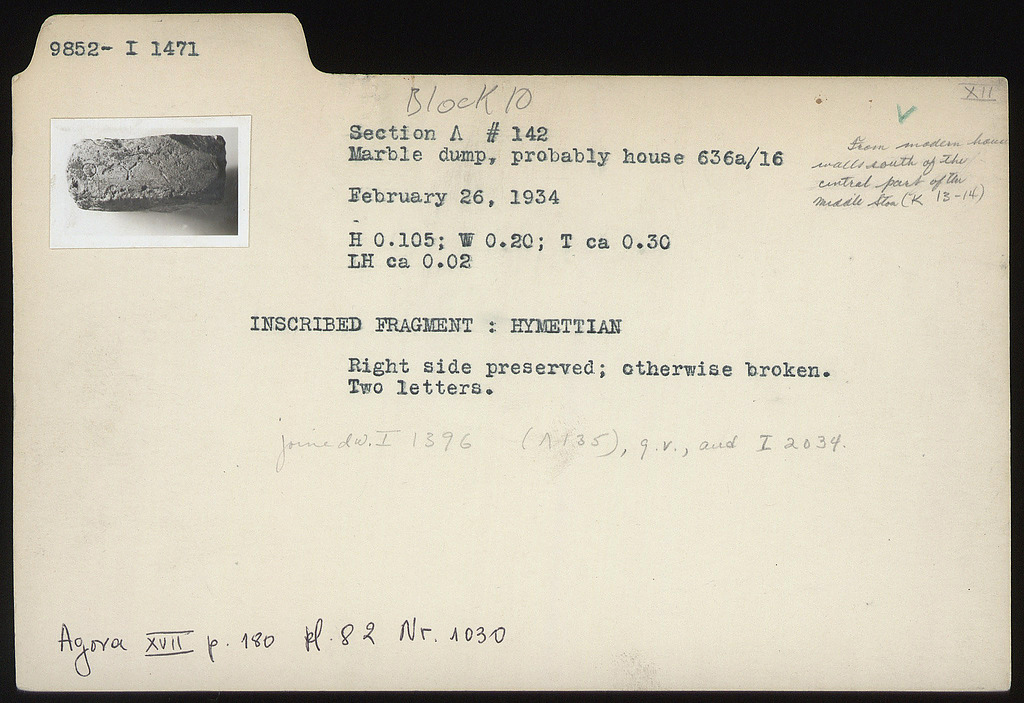 9852- I 1471
XII
Block 10
Section Λ # 142
Marble dump, probably house 636a/16
From modern house
walls south of the
central part of the
Middle Stoa (K 13-14)
February 26, 1934
H 0.105; W 0.20; T ca 0.30
LH ca 0.02
INSCRIBED FRAGMENT : HYMETTIAN
Right side preserved; otherwise broken.
Two letters.
joined w. I 1396 (Λ135), q.v., and I 2034.
Agora XVII p. 180 pl. 82 Nr. 1030